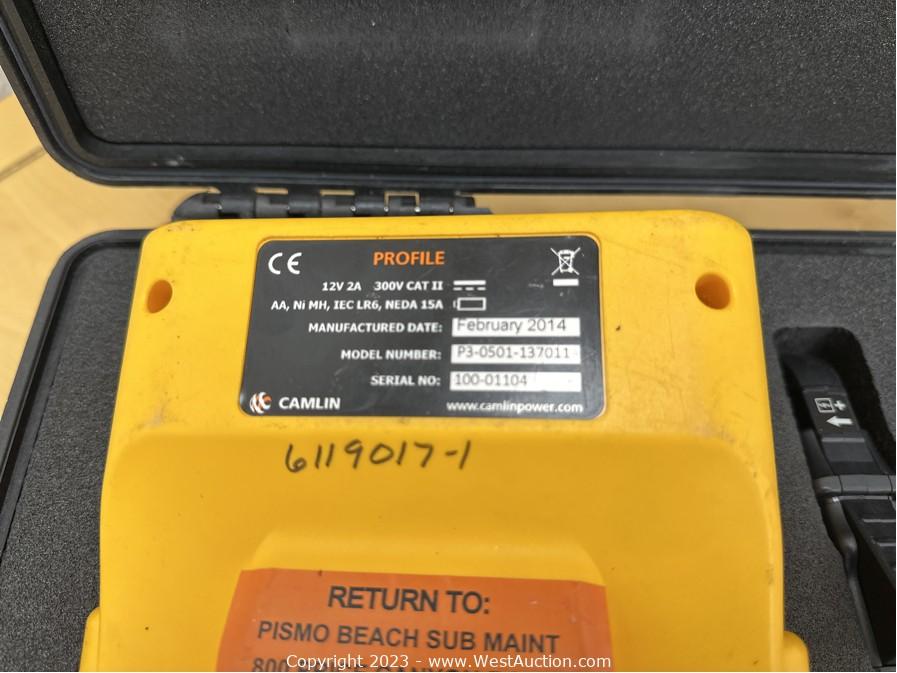 CE PROFILE
12V 2A 300V CAT II
AA, Ni MH, IEC LR6, NEDA 15A
MANUFACTURED DATE: February 2014
MODEL NUMBER: P3-0501-137011-
SERIAL NO: 100-01104
CAMLIN www.camlinpower.com
6119017-1
RETURN TO:
PISMO BEACH SUB MAINT
800
Copyright 2023 - www.WestAuction.com